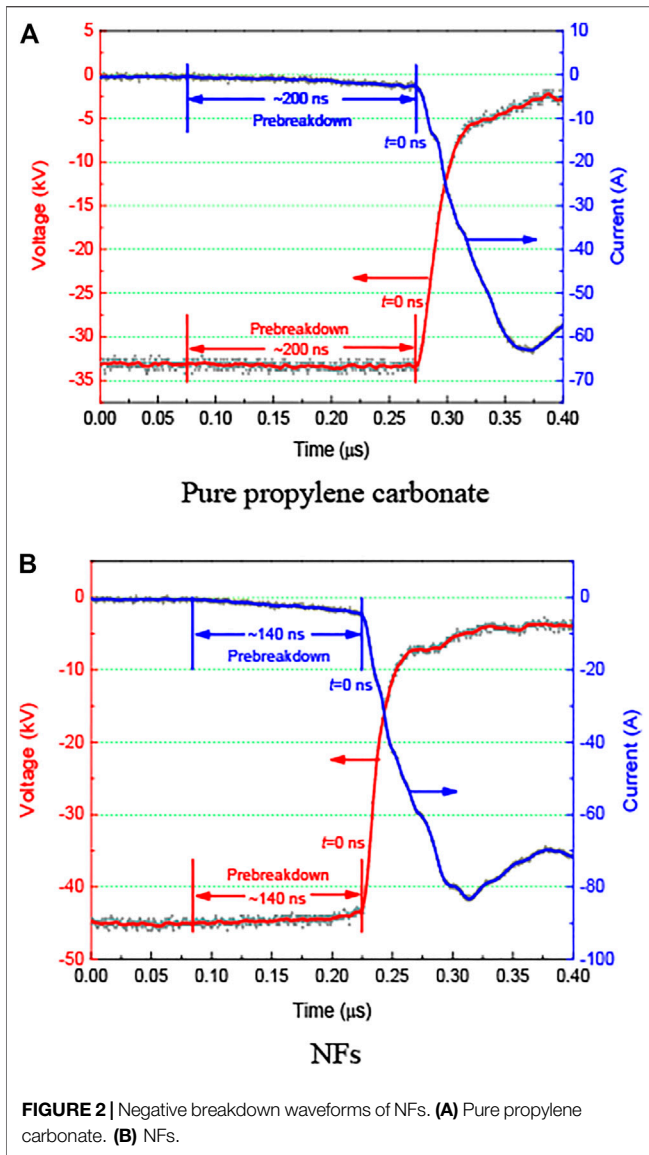 A
5
0
-5
-10
-15
-20
-25
-30
-35
Voltage (kV)
10
0
-10
-20
-30
-40
-50
-60
-70
Current (A)
~200 ns
Prebreakdown
t=0 ns
t=0 ns
Prebreakdown
~200 ns
0.00 0.05 0.10 0.15 0.20 0.25 0.30 0.35 0.40
Time (μs)
Pure propylene carbonate
B
0
-10
-20
-30
-40
-50
Voltage (kV)
0
-20
-40
-60
-80
-100
Current (A)
~140 ns
Prebreakdown
t=0 ns
t=0 ns
Prebreakdown
~140 ns
0.00 0.05 0.10 0.15 0.20 0.25 0.30 0.35 0.40
Time (μs)
NFs
FIGURE 2 | Negative breakdown waveforms of NFs. (A) Pure propylene
carbonate. (B) NFs.